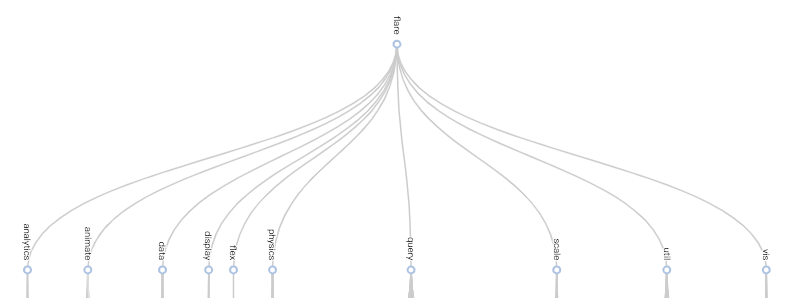 flare
analytics
animate
data
display
flex
physics
query
scale
util
vis